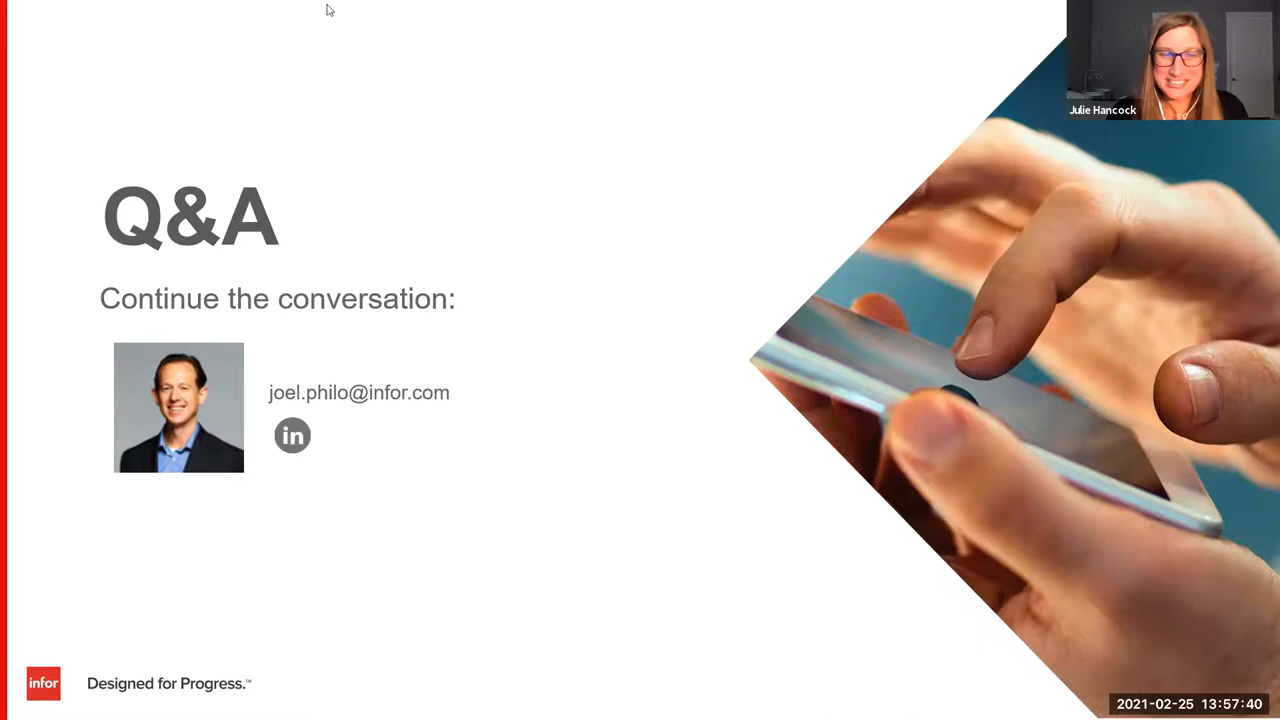 Julie Hancock
Q&A
Continue the conversation:
joel.philo@infor.com
in
infor
Designed for Progress.™
2021-02-25 13:57:40